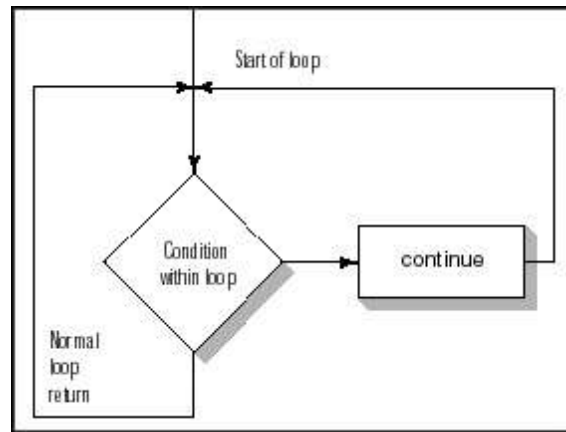 Start of loop
Condition
within loop
continue
Normal
loop
return